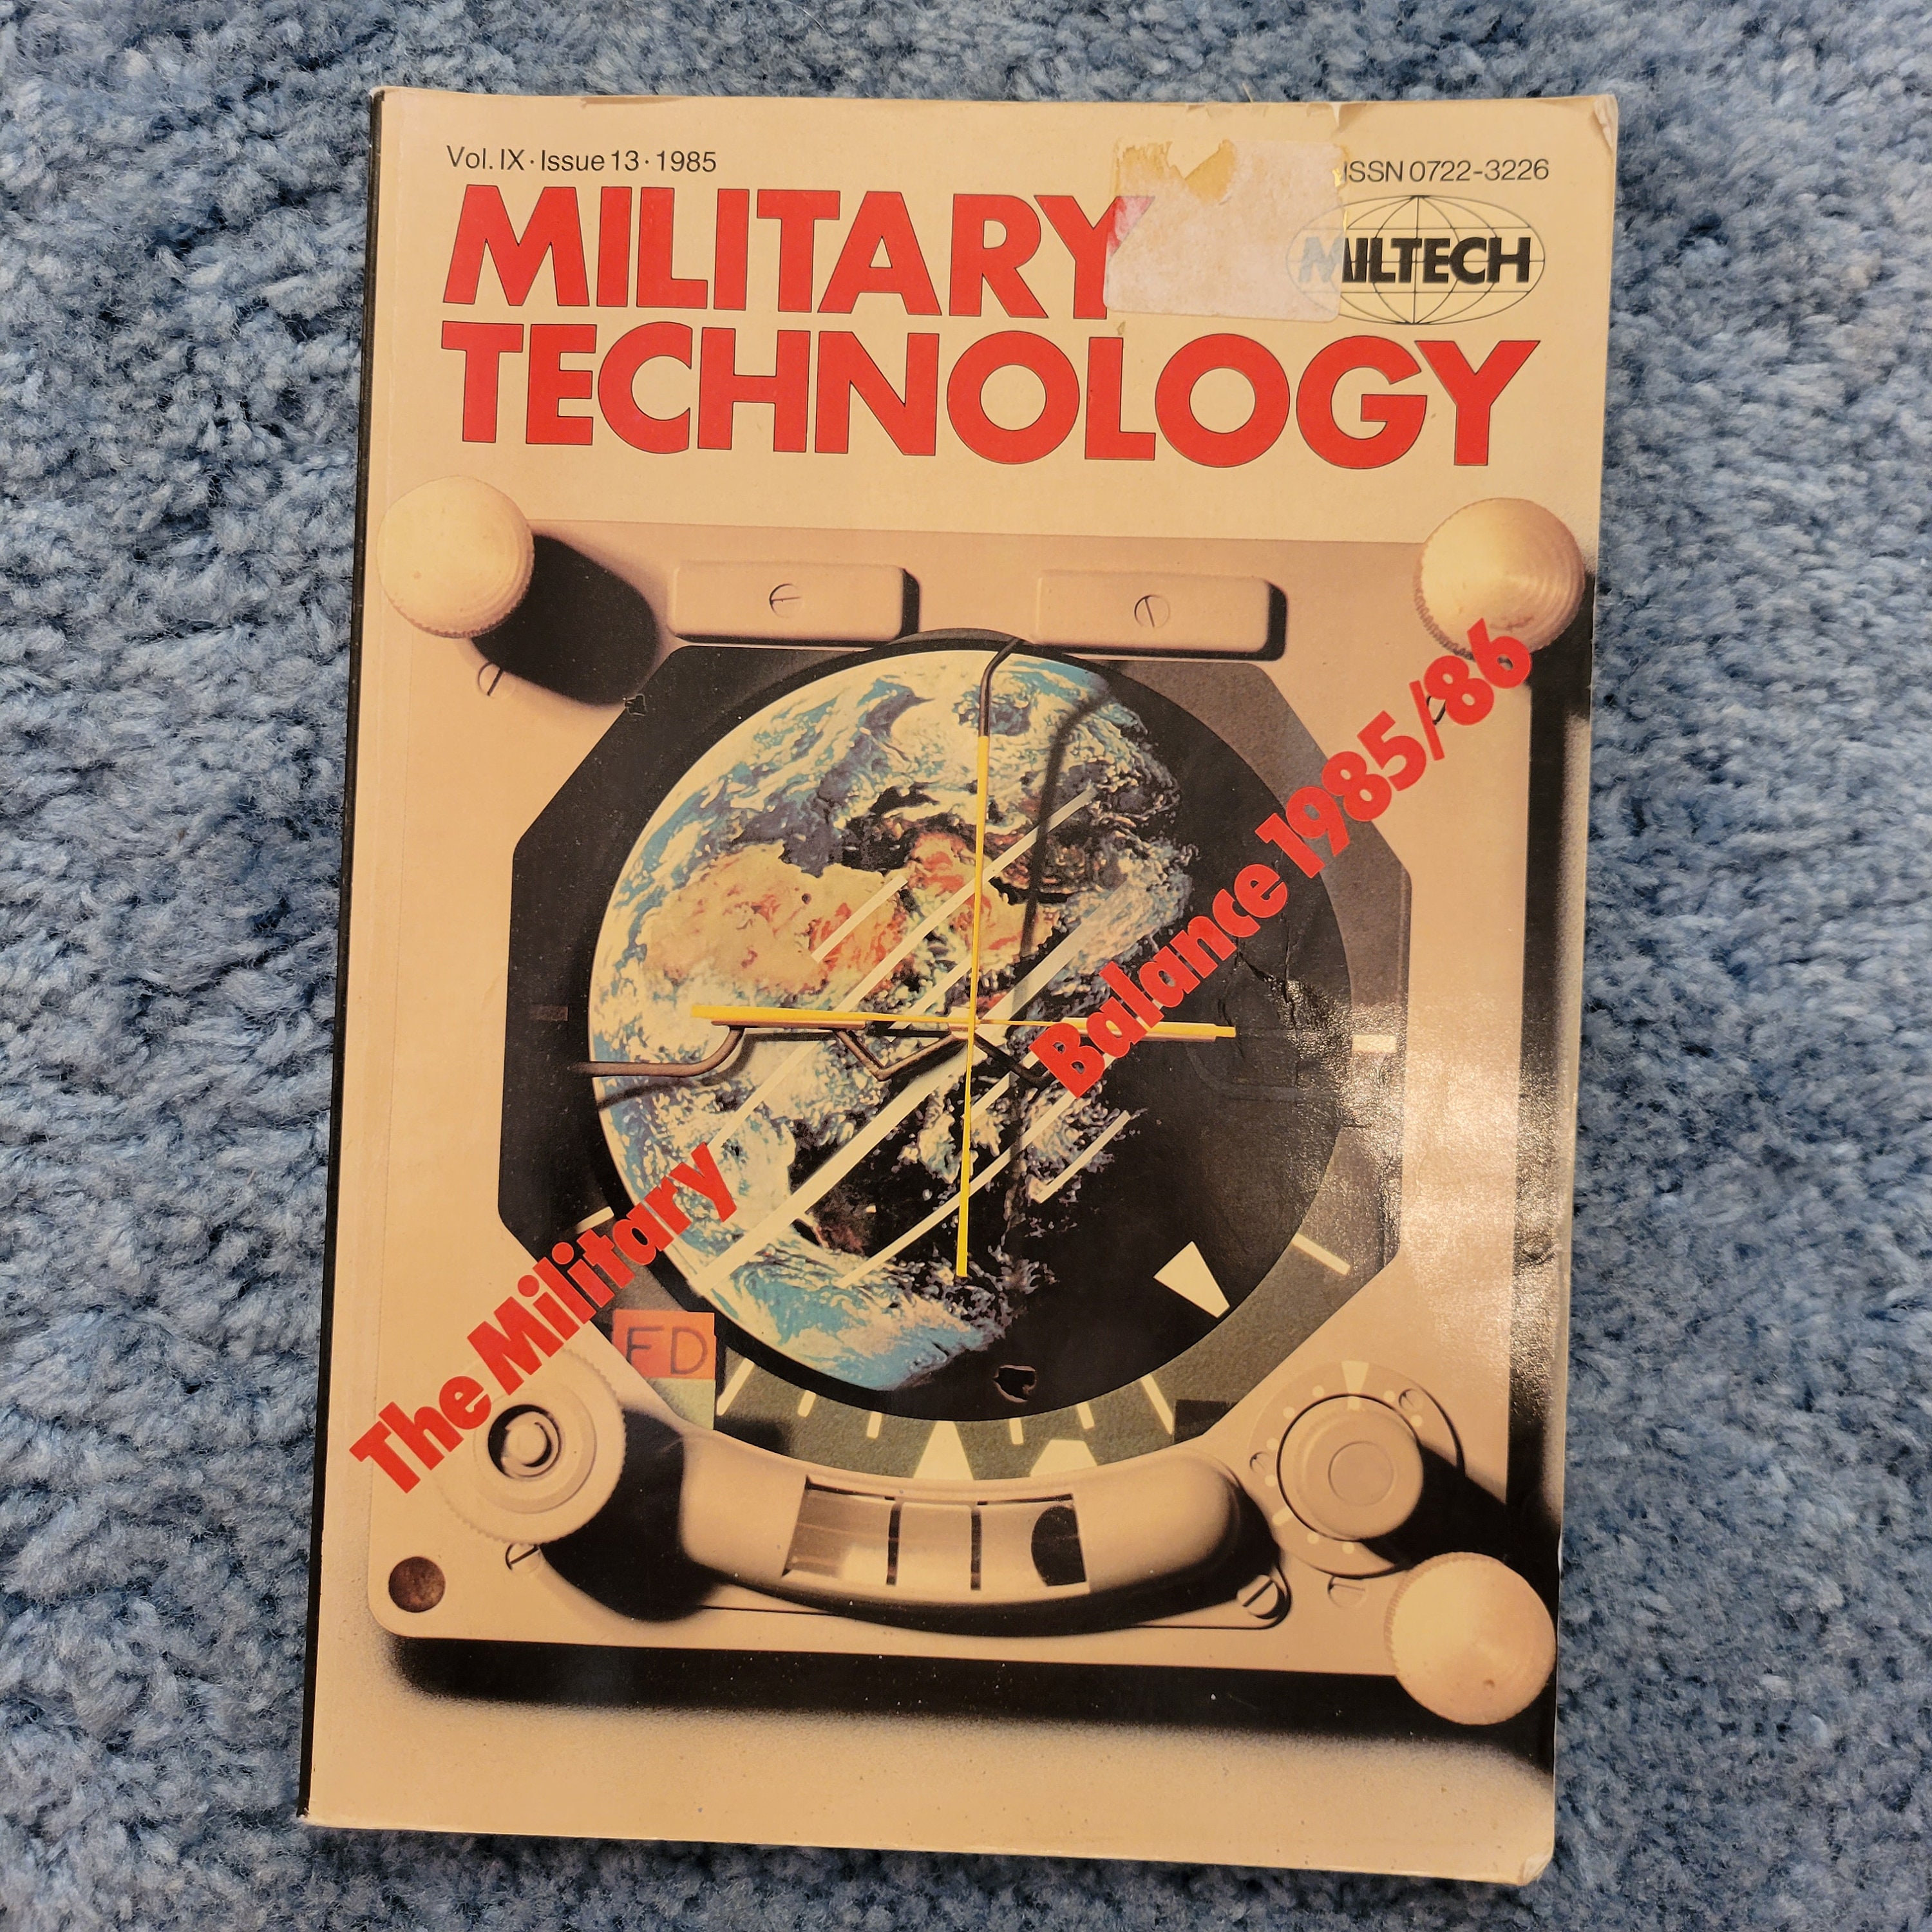 Vol. IX · Issue 13 · 1985
ISSN 0722-3226
MILITARY
MILTECH
TECHNOLOGY
The Military Balance 1985/86
FD